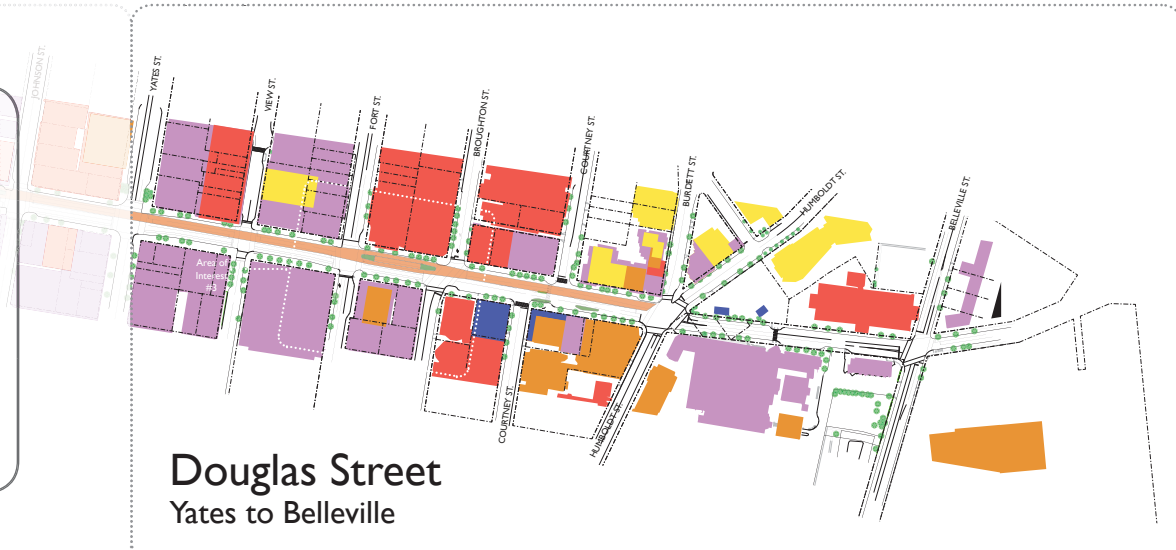 JOHNSON ST.
YATES ST.
VIEW ST.
FORT ST.
BROUGHTON ST.
COURTNEY ST.
BURDETT ST.
HUMBOLDT ST.
BELLEVILLE ST.
Area of
Interest
#3
COURTNEY ST.
HUMBOLDT ST.
Douglas Street
Yates to Belleville